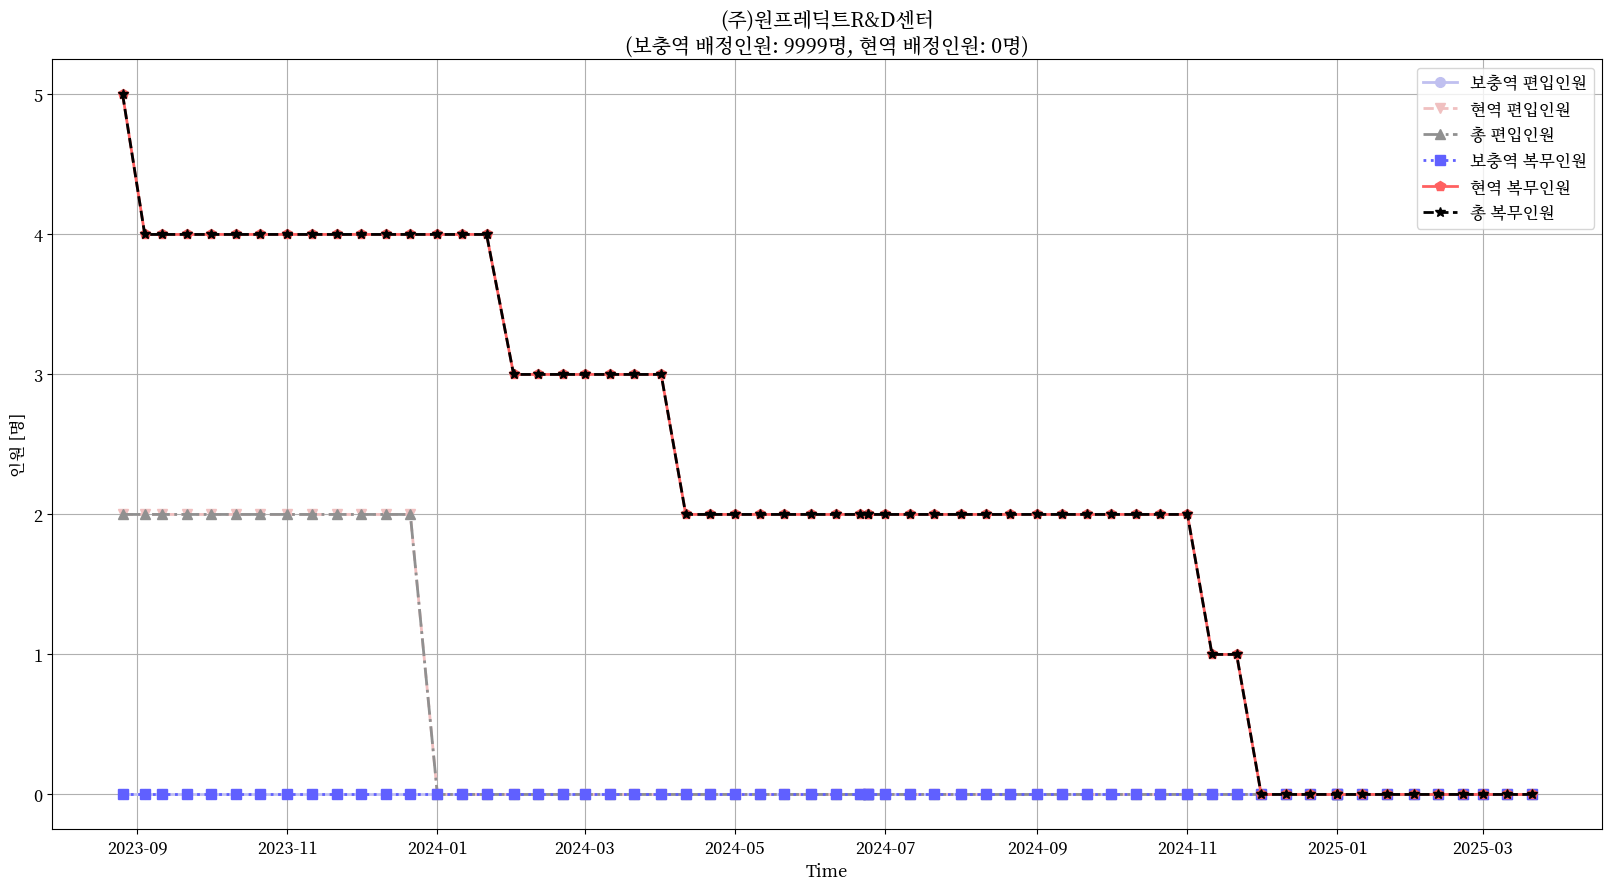 (주)원프레딕트R&D센터
(보충역 배정인원: 9999명, 현역 배정인원: 0명)
보충역 편입인원
현역 편입인원
총 편입인원
보충역 복무인원
현역 복무인원
총 복무인원
인원 [명]
5
4
3
2
1
0
2023-09
2023-11
2024-01
2024-03
2024-05
2024-07
2024-09
2024-11
2025-01
2025-03
Time